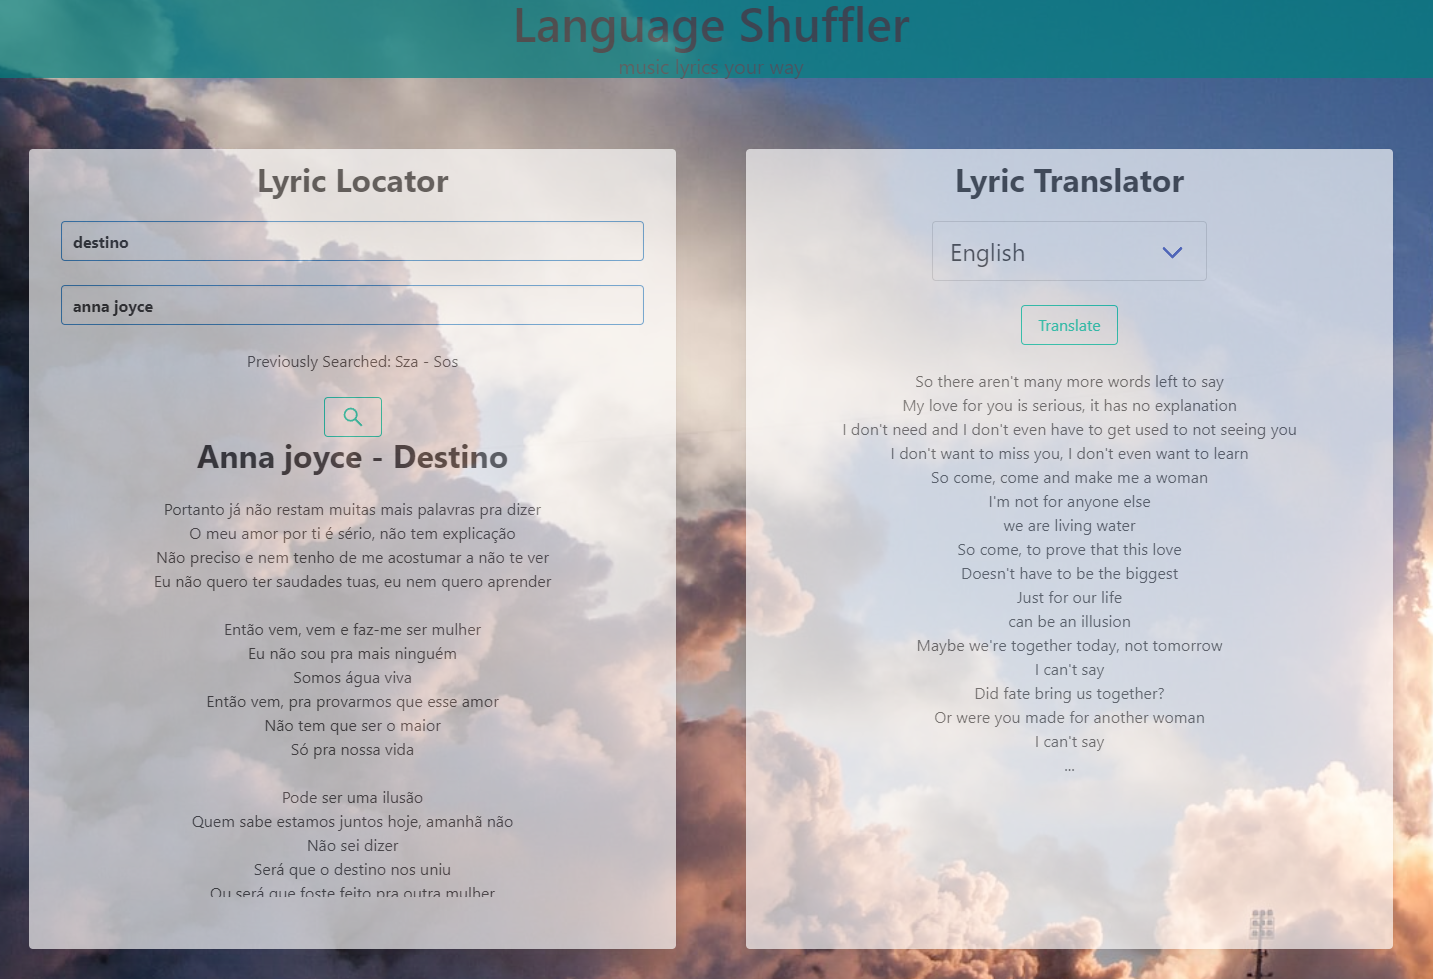 Language Shuffler
music lyrics your way
Lyric Locator
destino
anna joyce
Previously Searched: Sza - Sos
Anna joyce - Destino
Portanto já não restam muitas mais palavras pra dizer
O meu amor por ti é sério, não tem explicação
Não preciso e nem tenho de me acostumar a não te ver
Eu não quero ter saudades tuas, eu nem quero aprender
Então vem, vem e faz-me ser mulher
Eu não sou pra mais ninguém
Somos água viva
Então vem, pra provarmos que esse amor
Não tem que ser o maior
Só pra nossa vida
Pode ser uma ilusão
Quem sabe estamos juntos hoje, amanhã não
Não sei dizer
Será que o destino nos uniu
Ou será que foste feito pra outra mulher
Lyric Translator
English
Translate
So there aren't many more words left to say
My love for you is serious, it has no explanation
I don't need and I don't even have to get used to not seeing you
I don't want to miss you, I don't even want to learn
So come, come and make me a woman
I'm not for anyone else
we are living water
So come, to prove that this love
Doesn't have to be the biggest
Just for our life
can be an illusion
Maybe we're together today, not tomorrow
I can't say
Did fate bring us together?
Or were you made for another woman
I can't say
...